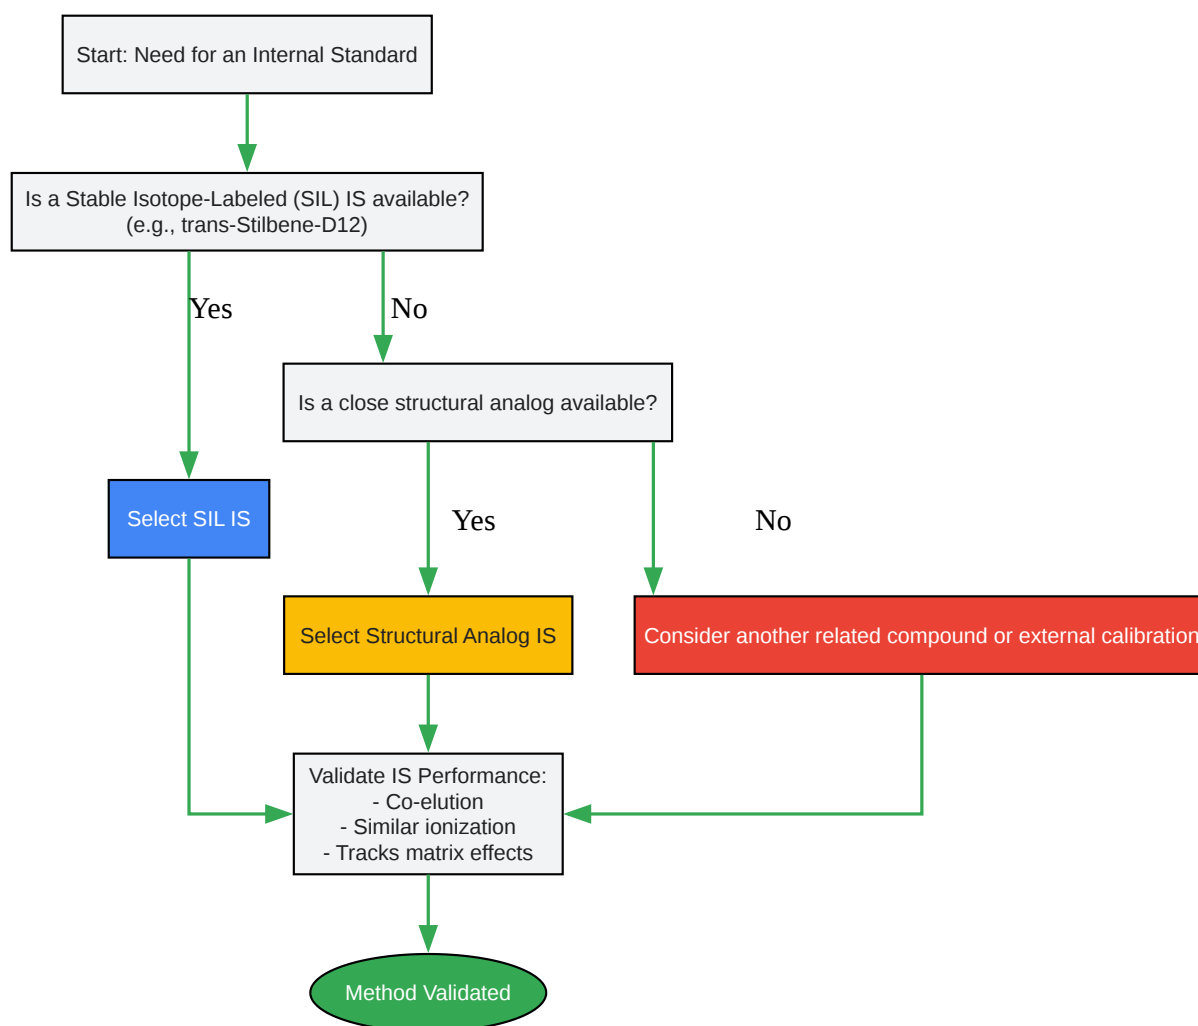 Start: Need for an Internal Standard
Is a Stable Isotope-Labeled (SIL) IS available?
(e.g., trans-Stilbene-D12)
Yes
No
Is a close structural analog available?
Select SIL IS
Yes
No
Select Structural Analog IS
Consider another related compound or external calibration
Validate IS Performance:
- Co-elution
- Similar ionization
- Tracks matrix effects
Method Validated